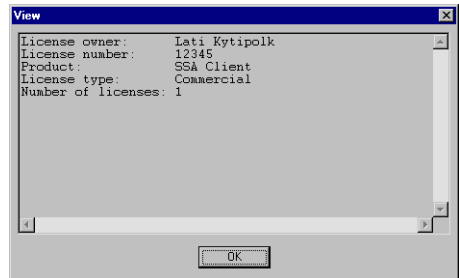 View
License owner: Lati Kytipolk
License number: 12345
Product: SSA Client
License type: Commercial
Number of licenses: 1
OK